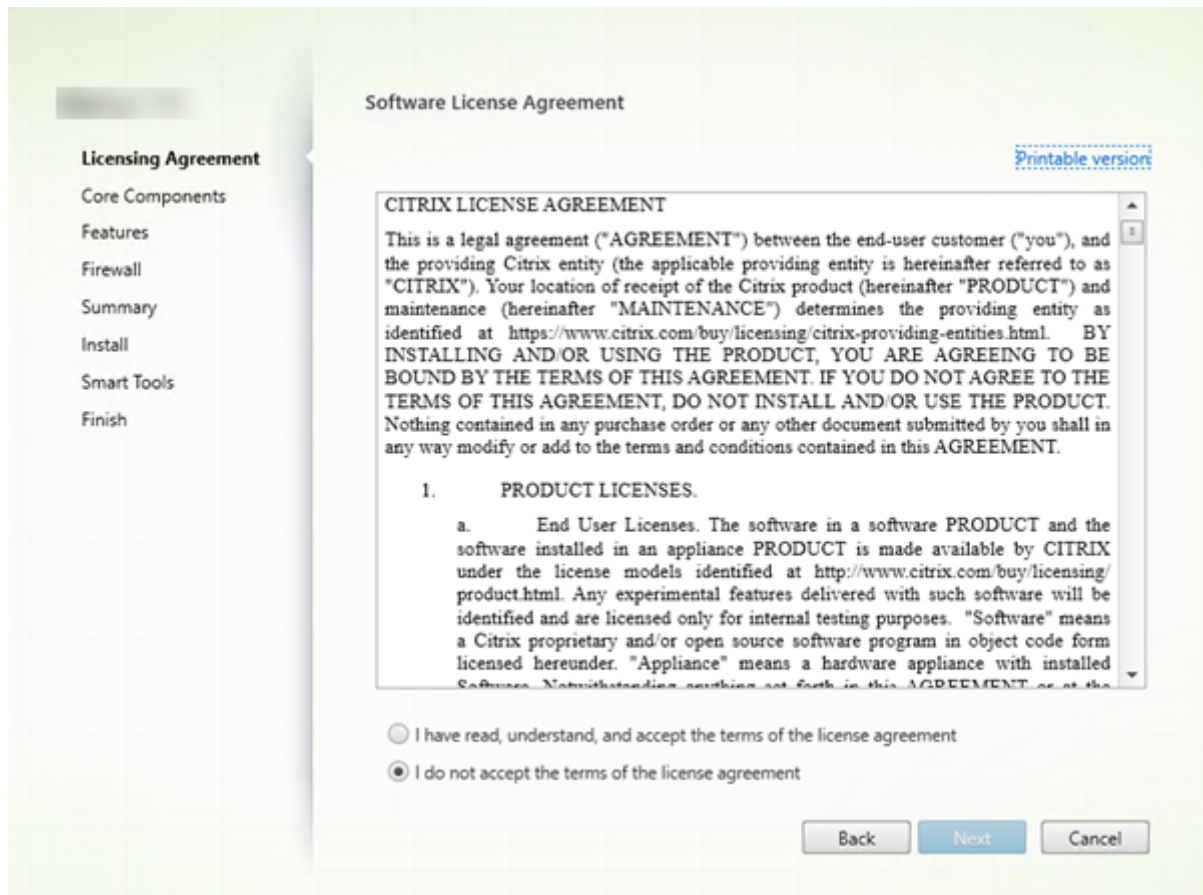 Software License Agreement
Licensing Agreement
Printable version
Core Components
Features
Firewall
Summary
Install
Smart Tools
Finish
CITRIX LICENSE AGREEMENT
This is a legal agreement ("AGREEMENT") between the end-user customer ("you"), and
the providing Citrix entity (the applicable providing entity is hereinafter referred to as
"CITRIX"). Your location of receipt of the Citrix product (hereinafter "PRODUCT") and
maintenance (hereinafter "MAINTENANCE") determines the providing entity as
identified at https://www.citrix.com/buy/licensing/citrix-providing-entities.html. BY
INSTALLING AND/OR USING THE PRODUCT, YOU ARE AGREEING TO BE
BOUND BY THE TERMS OF THIS AGREEMENT. IF YOU DO NOT AGREE TO THE
TERMS OF THIS AGREEMENT, DO NOT INSTALL AND/OR USE THE PRODUCT.
Nothing contained in any purchase order or any other document submitted by you shall in
any way modify or add to the terms and conditions contained in this AGREEMENT.
1. PRODUCT LICENSES.
a. End User Licenses. The software in a software PRODUCT and the
software installed in an appliance PRODUCT is made available by CITRIX
under the license models identified at http://www.citrix.com/buy/licensing/
product.html. Any experimental features delivered with such software will be
identified and are licensed only for internal testing purposes. "Software" means
a Citrix proprietary and/or open source software program in object code form
licensed hereunder. "Appliance" means a hardware appliance with installed
Software. Notwithstanding anything set forth in this AGREEMENT or at the
I have read, understand, and accept the terms of the license agreement
I do not accept the terms of the license agreement
Back
Next
Cancel